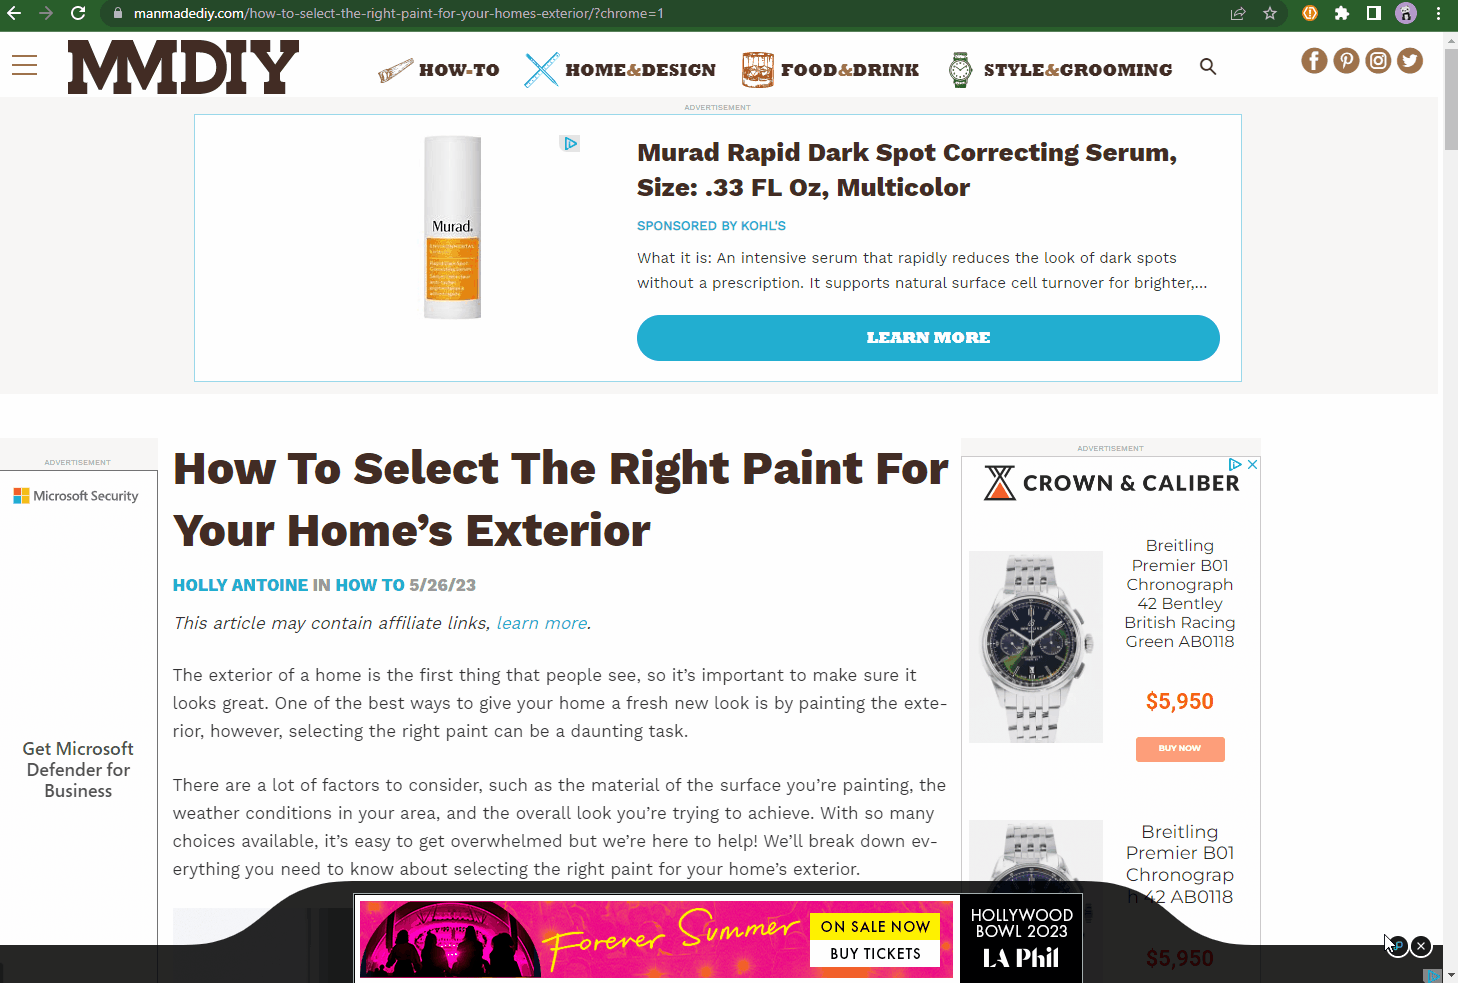 manmadediy.com/how-to-select-the-right-paint-for-your-homes-exterior/?chrome=1
MMDIY
HOW-TO
HOME&DESIGN
FOOD&DRINK
STYLE&GROOMING
ADVERTISEMENT
Murad.
Murad Rapid Dark Spot Correcting Serum,
Size: .33 FL Oz, Multicolor
SPONSORED BY KOHL'S
What it is: An intensive serum that rapidly reduces the look of dark spots
without a prescription. It supports natural surface cell turnover for brighter,...
LEARN MORE
ADVERTISEMENT
Microsoft Security
Get Microsoft
Defender for
Business
How To Select The Right Paint For
Your Home’s Exterior
HOLLY ANTOINE IN HOW TO 5/26/23
This article may contain affiliate links, learn more.
The exterior of a home is the first thing that people see, so it’s important to make sure it
looks great. One of the best ways to give your home a fresh new look is by painting the exte-
rior, however, selecting the right paint can be a daunting task.
There are a lot of factors to consider, such as the material of the surface you’re painting, the
weather conditions in your area, and the overall look you’re trying to achieve. With so many
choices available, it’s easy to get overwhelmed but we’re here to help! We’ll break down ev-
erything you need to know about selecting the right paint for your home’s exterior.
ADVERTISEMENT
CROWN & CALIBER
Breitling
Premier B01
Chronograph
42 Bentley
British Racing
Green AB0118
$5,950
BUY NOW
Breitling
Premier B01
Chronograp
h 42 AB0118
$5,950
Forever Summer
ON SALE NOW
BUY TICKETS
HOLLYWOOD
BOWL 2023
LA Phil